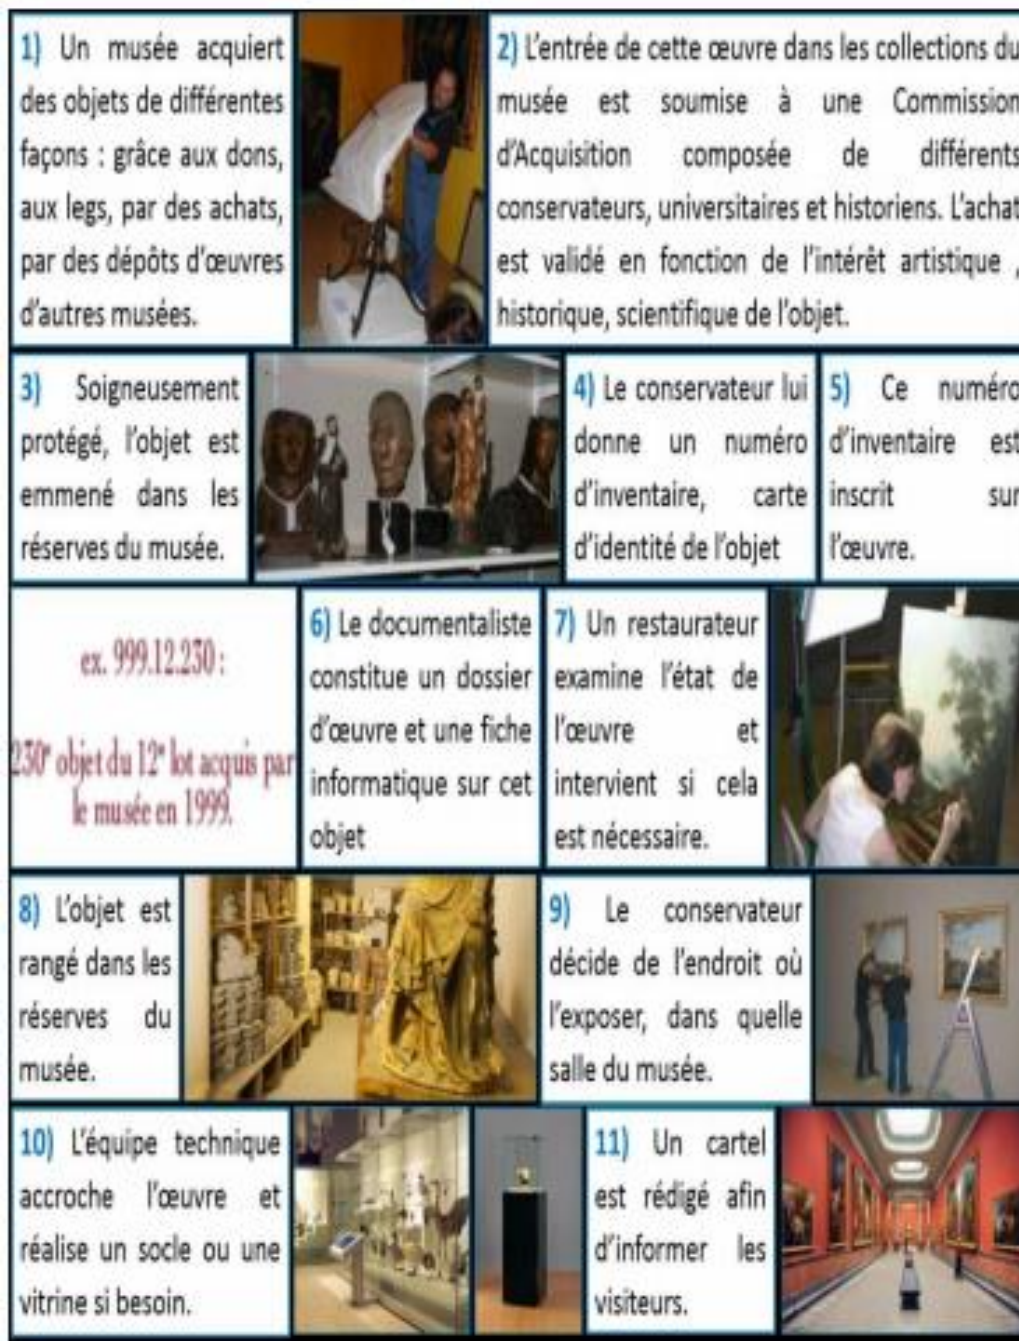 1) Un musée acquiert
des objets de différentes
façons : grâce aux dons,
aux legs, par des achats,
par des dépôts d'œuvres
d'autres musées.
2) L'entrée de cette œuvre dans les collections du
musée est soumise à une Commission
d'Acquisition composée de différents
conservateurs, universitaires et historiens. L'achat
est validé en fonction de l'intérêt artistique ,
historique, scientifique de l'objet.
3) Soigneusement
protégé, l'objet est
emmené dans les
réserves du musée.
4) Le conservateur lui
donne un numéro
d'inventaire, carte
d'identité de l'objet
5) Ce numéro
d'inventaire est
inscrit sur
l'œuvre.
ex. 999.12.230 :
230e objet du 12e lot acquis par
le musée en 1999.
6) Le documentaliste
constitue un dossier
d'œuvre et une fiche
informatique sur cet
objet
7) Un restaurateur
examine l'état de
l'œuvre et
intervient si cela
est nécessaire.
8) L'objet est
rangé dans les
réserves du
musée.
9) Le conservateur
décide de l'endroit où
l'exposer, dans quelle
salle du musée.
10) L'équipe technique
accroche l'œuvre et
réalise un socle ou une
vitrine si besoin.
11) Un cartel
est rédigé afin
d'informer les
visiteurs.